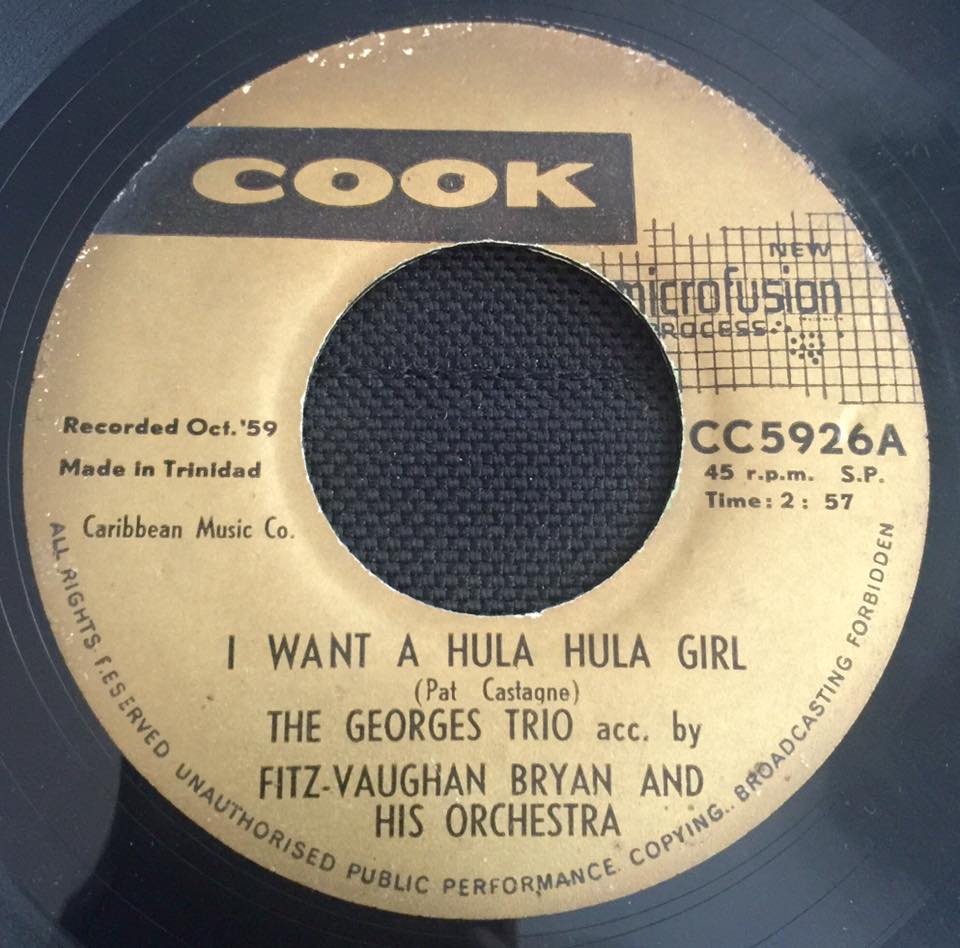 COOK
NEW
microfusion
PROCESS
Recorded Oct.'59
Made in Trinidad
Caribbean Music Co.
CC5926A
45 r.p.m. S.P.
Time: 2 : 57
I WANT A HULA HULA GIRL
(Pat Castagne)
THE GEORGES TRIO acc. by
FITZ-VAUGHAN BRYAN AND
HIS ORCHESTRA
ALL RIGHTS F.ESERVED UNAUTHORISED PUBLIC PERFORMANCE. COPYING.. BROADCASTING FORBIDDEN